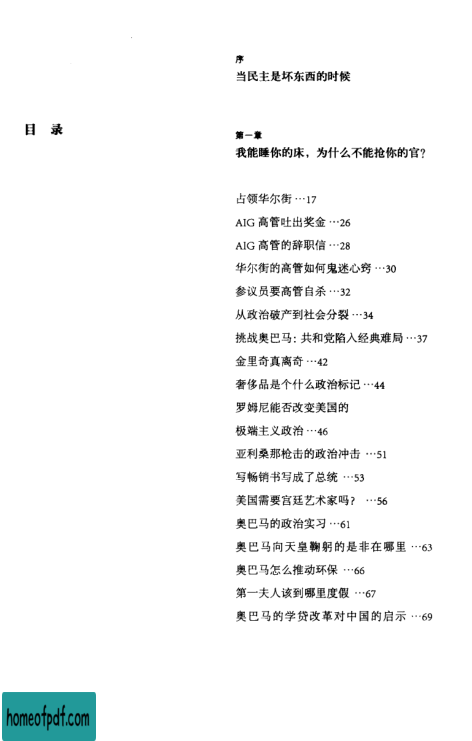 目 录
序
当民主是坏东西的时候
第一章
我能睡你的床，为什么不能抢你的官？
占领华尔街 …17
AIG 高管吐出奖金 …26
AIG 高管的辞职信 …28
华尔街的高管如何鬼迷心窍 …30
参议员要高管自杀 …32
从政治破产到社会分裂 …34
挑战奥巴马：共和党陷入经典难局 …37
金里奇真离奇 …42
奢侈品是个什么政治标记 …44
罗姆尼能否改变美国的
极端主义政治 …46
亚利桑那枪击的政治冲击 …51
写畅销书写成了总统 …53
美国需要宫廷艺术家吗？ …56
奥巴马的政治实习 …61
奥巴马向天皇鞠躬的是非在哪里 …63
奥巴马怎么推动环保 …66
第一夫人该到哪里度假 …67
奥巴马的学贷改革对中国的启示 …69
homeofpdf.com